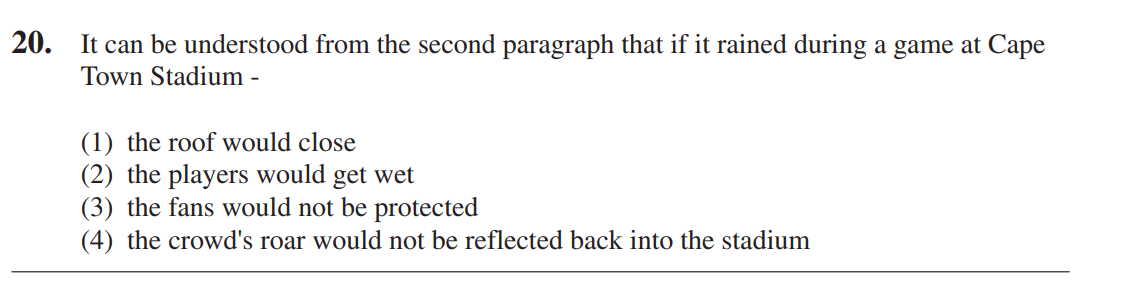 20. It can be understood from the second paragraph that if it rained during a game at Cape
Town Stadium -
(1) the roof would close
(2) the players would get wet
(3) the fans would not be protected
(4) the crowd's roar would not be reflected back into the stadium